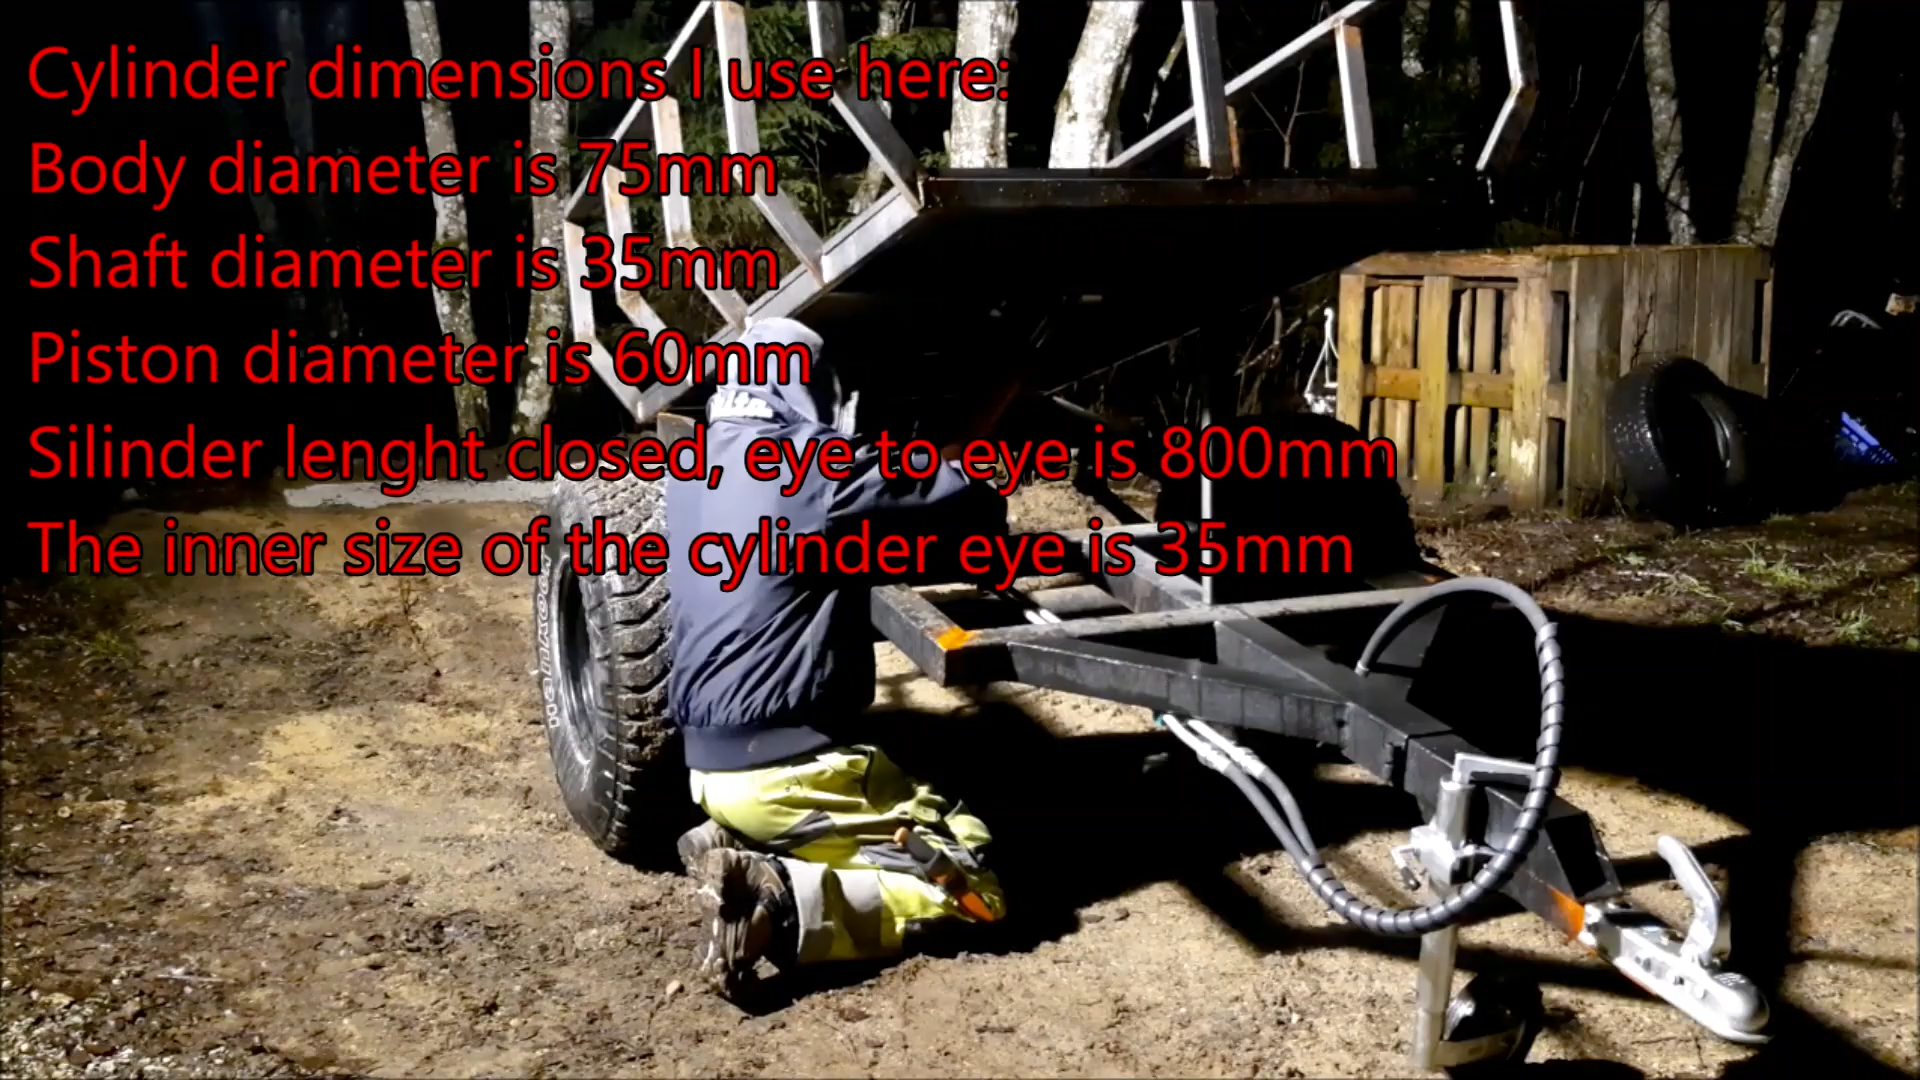 Cylinder dimensions I use here:
Body diameter is 75mm
Shaft diameter is 35mm
Piston diameter is 60mm
Silinder lenght closed, eye to eye is 800mm
The inner size of the cylinder eye is 35mm